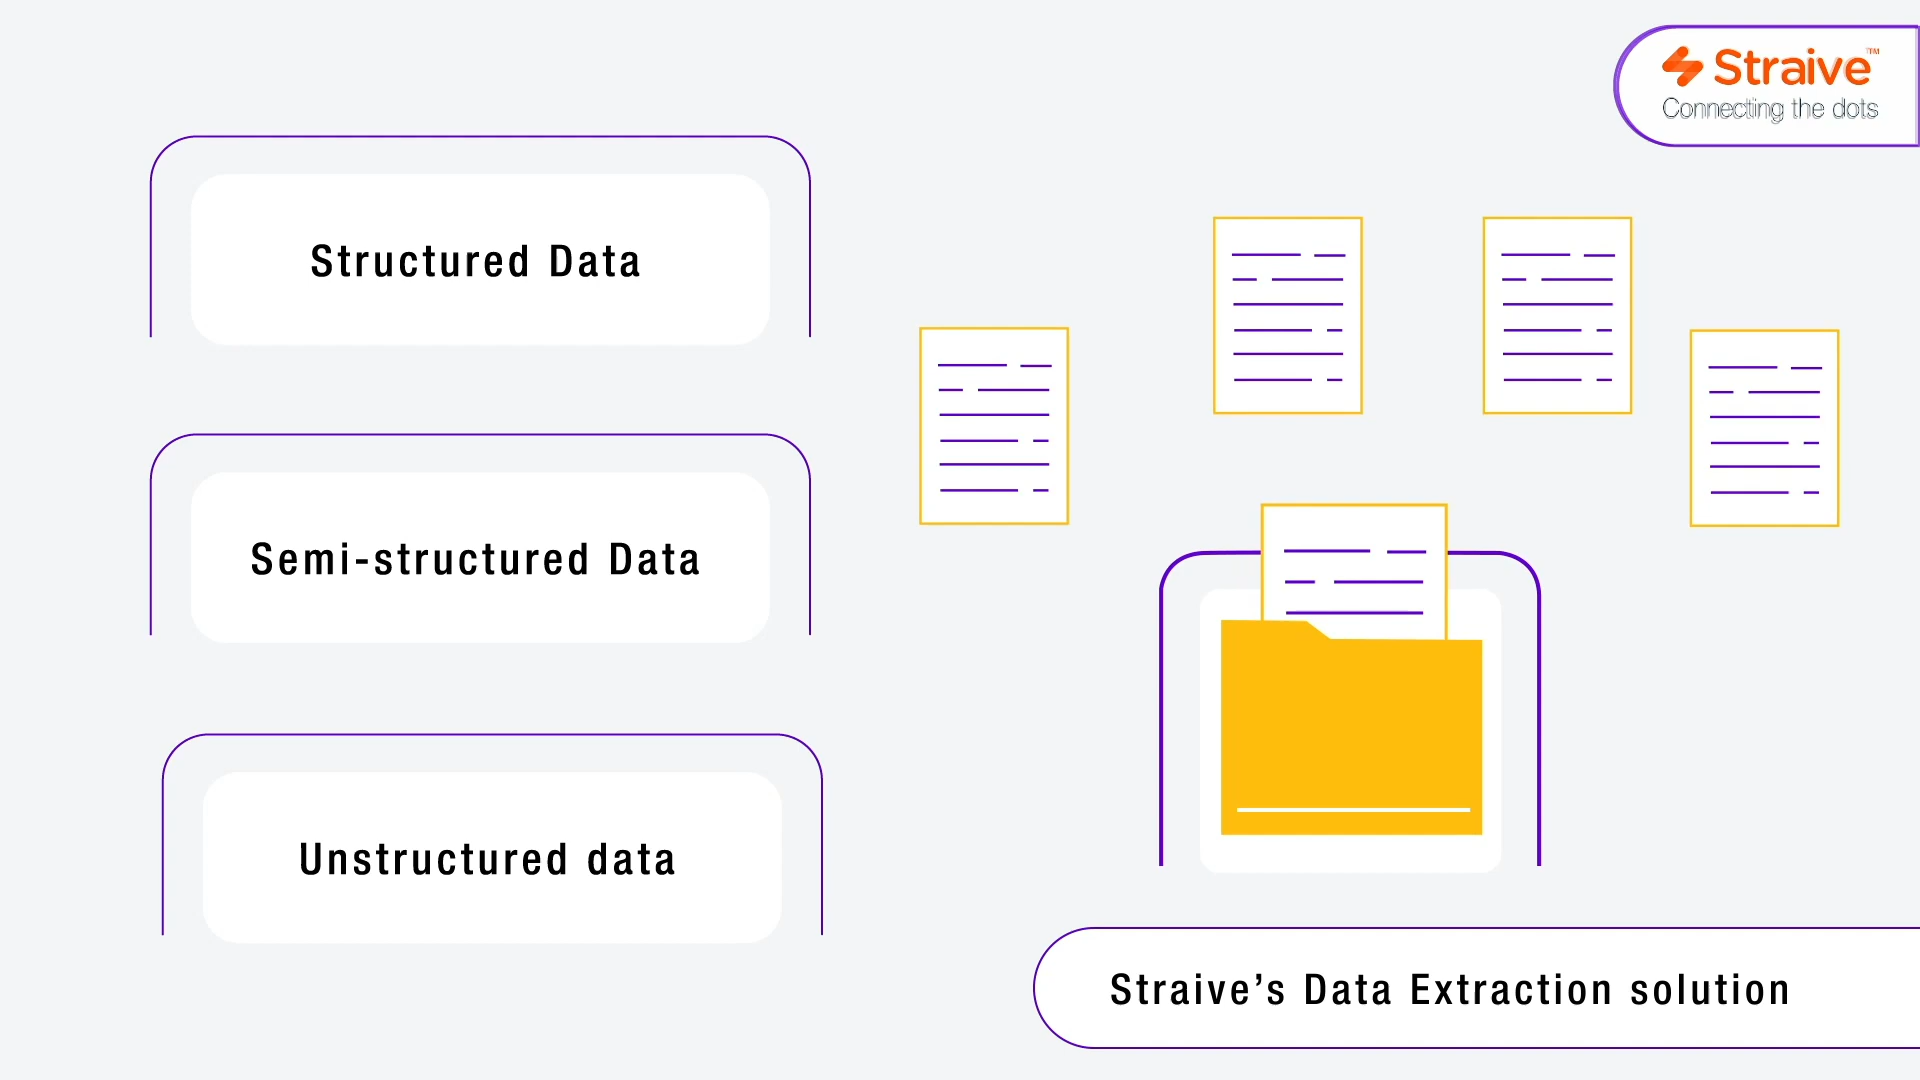 Straive™
Connecting the dots
Structured Data
Semi-structured Data
Unstructured data
Straive’s Data Extraction solution